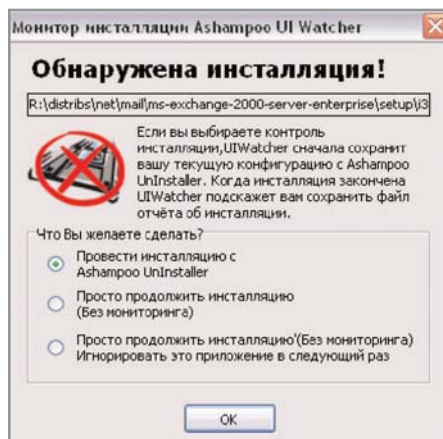 Монитор инсталляции Ashampoo UI Watcher
Обнаружена инсталляция!
R:\distribs\net\mail\ms-exchange-2000-server-enterprise\setup\i3
Если вы выбираете контроль
инсталляции,UIWatcher сначала сохранит
вашу текущую конфигурацию с Ashampoo
UnInstaller. Когда инсталляция закончена
UIWatcher подскажет вам сохранить файл
отчёта об инсталляции.
Что Вы желаете сделать?
Провести инсталляцию с
Ashampoo UnInstaller
Просто продолжить инсталляцию
(Без мониторинга)
Просто продолжить инсталляцию'(Без мониторинга)
Игнорировать это приложение в следующий раз
OK